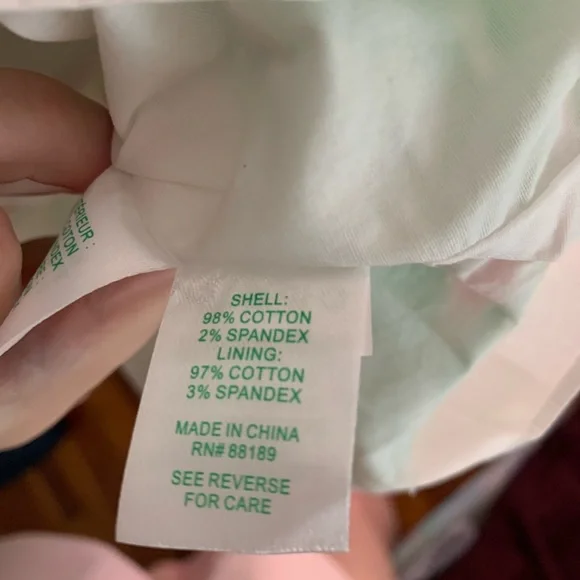 SHELL:
98% COTTON
2% SPANDEX
LINING:
97% COTTON
3% SPANDEX
MADE IN CHINA
RN# 88189
SEE REVERSE
FOR CARE